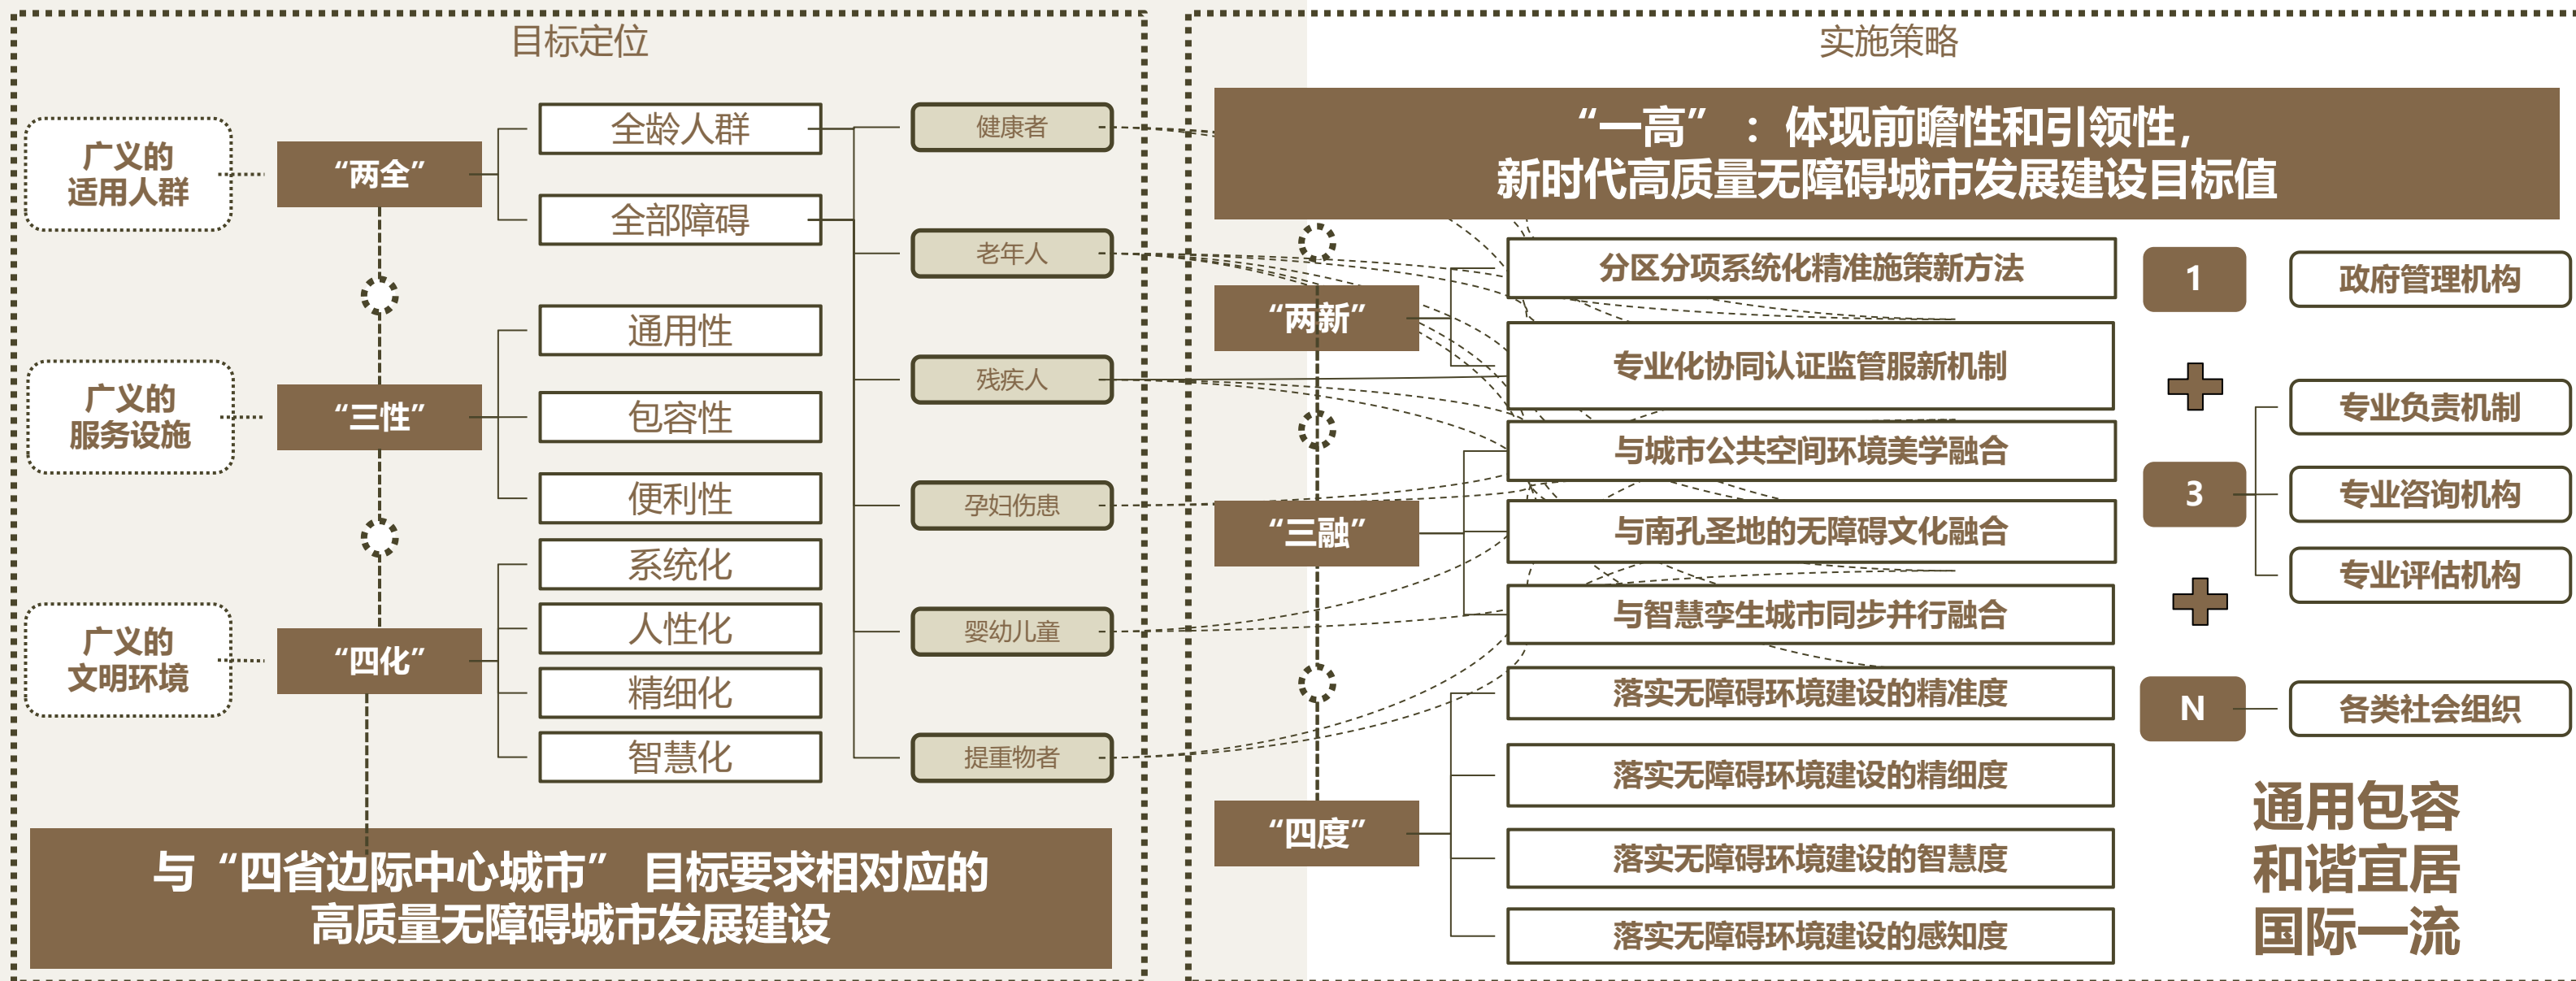 目标定位
广义的
适用人群
“两全”
全龄人群
全部障碍
广义的
服务设施
“三性”
通用性
包容性
便利性
广义的
文明环境
“四化”
系统化
人性化
精细化
智慧化
健康者
老年人
残疾人
孕妇伤患
婴幼儿童
提重物者
与“四省边际中心城市” 目标要求相对应的
高质量无障碍城市发展建设
实施策略
“一高”：体现前瞻性和引领性，
新时代高质量无障碍城市发展建设目标值
“两新”
分区分项系统化精准施策新方法
专业化协同认证监管服新机制
“三融”
与城市公共空间环境美学融合
与南孔圣地的无障碍文化融合
与智慧孪生城市同步并行融合
“四度”
落实无障碍环境建设的精准度
落实无障碍环境建设的精细度
落实无障碍环境建设的智慧度
落实无障碍环境建设的感知度
1
政府管理机构
3
专业负责机制
专业咨询机构
专业评估机构
N
各类社会组织
通用包容
和谐宜居
国际一流